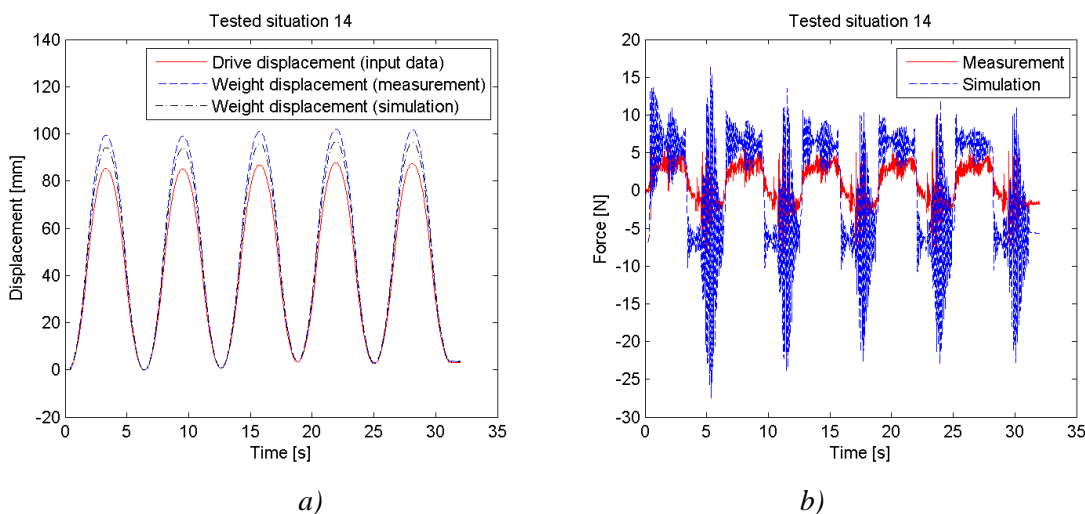 Tested situation 14
140
120
100
80
60
40
20
0
-20
Displacement [mm]
Drive displacement (input data)
Weight displacement (measurement)
Weight displacement (simulation)
0 5 10 15 20 25 30 35
Time [s]
a)
Tested situation 14
20
15
10
5
0
-5
-10
-15
-20
-25
-30
Force [N]
Measurement
Simulation
0 5 10 15 20 25 30 35
Time [s]
b)